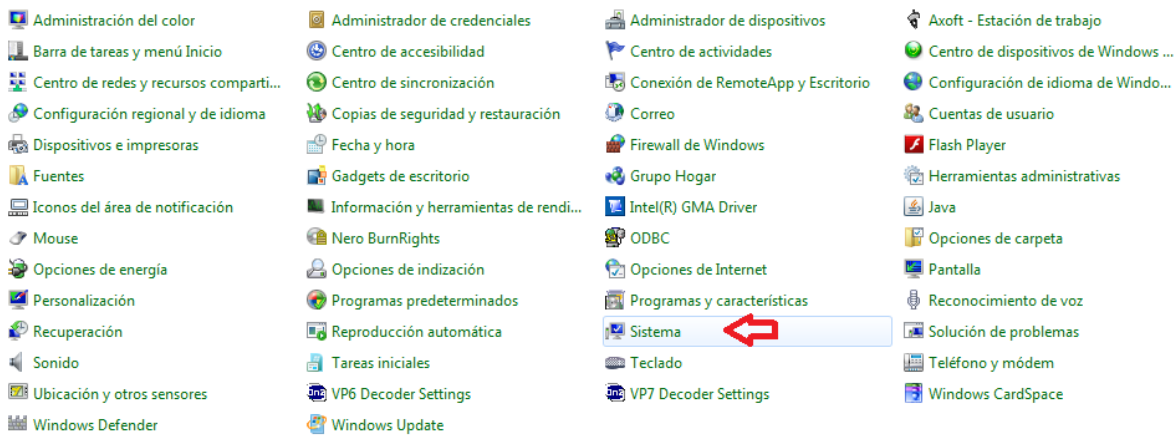 Administración del color
Administrador de credenciales
Administrador de dispositivos
Axoft - Estación de trabajo
Barra de tareas y menú Inicio
Centro de accesibilidad
Centro de actividades
Centro de dispositivos de Windows ...
Centro de redes y recursos comparti...
Centro de sincronización
Conexión de RemoteApp y Escritorio
Configuración de idioma de Windo...
Configuración regional y de idioma
Copias de seguridad y restauración
Correo
Cuentas de usuario
Dispositivos e impresoras
Fecha y hora
Firewall de Windows
Flash Player
Fuentes
Gadgets de escritorio
Grupo Hogar
Herramientas administrativas
Iconos del área de notificación
Información y herramientas de rendi...
Intel(R) GMA Driver
Java
Mouse
Nero BurnRights
ODBC
Opciones de carpeta
Opciones de energía
Opciones de indización
Opciones de Internet
Pantalla
Personalización
Programas predeterminados
Programas y características
Reconocimiento de voz
Recuperación
Reproducción automática
Sistema
Solución de problemas
Sonido
Tareas iniciales
Teclado
Teléfono y módem
Ubicación y otros sensores
VP6 Decoder Settings
VP7 Decoder Settings
Windows CardSpace
Windows Defender
Windows Update